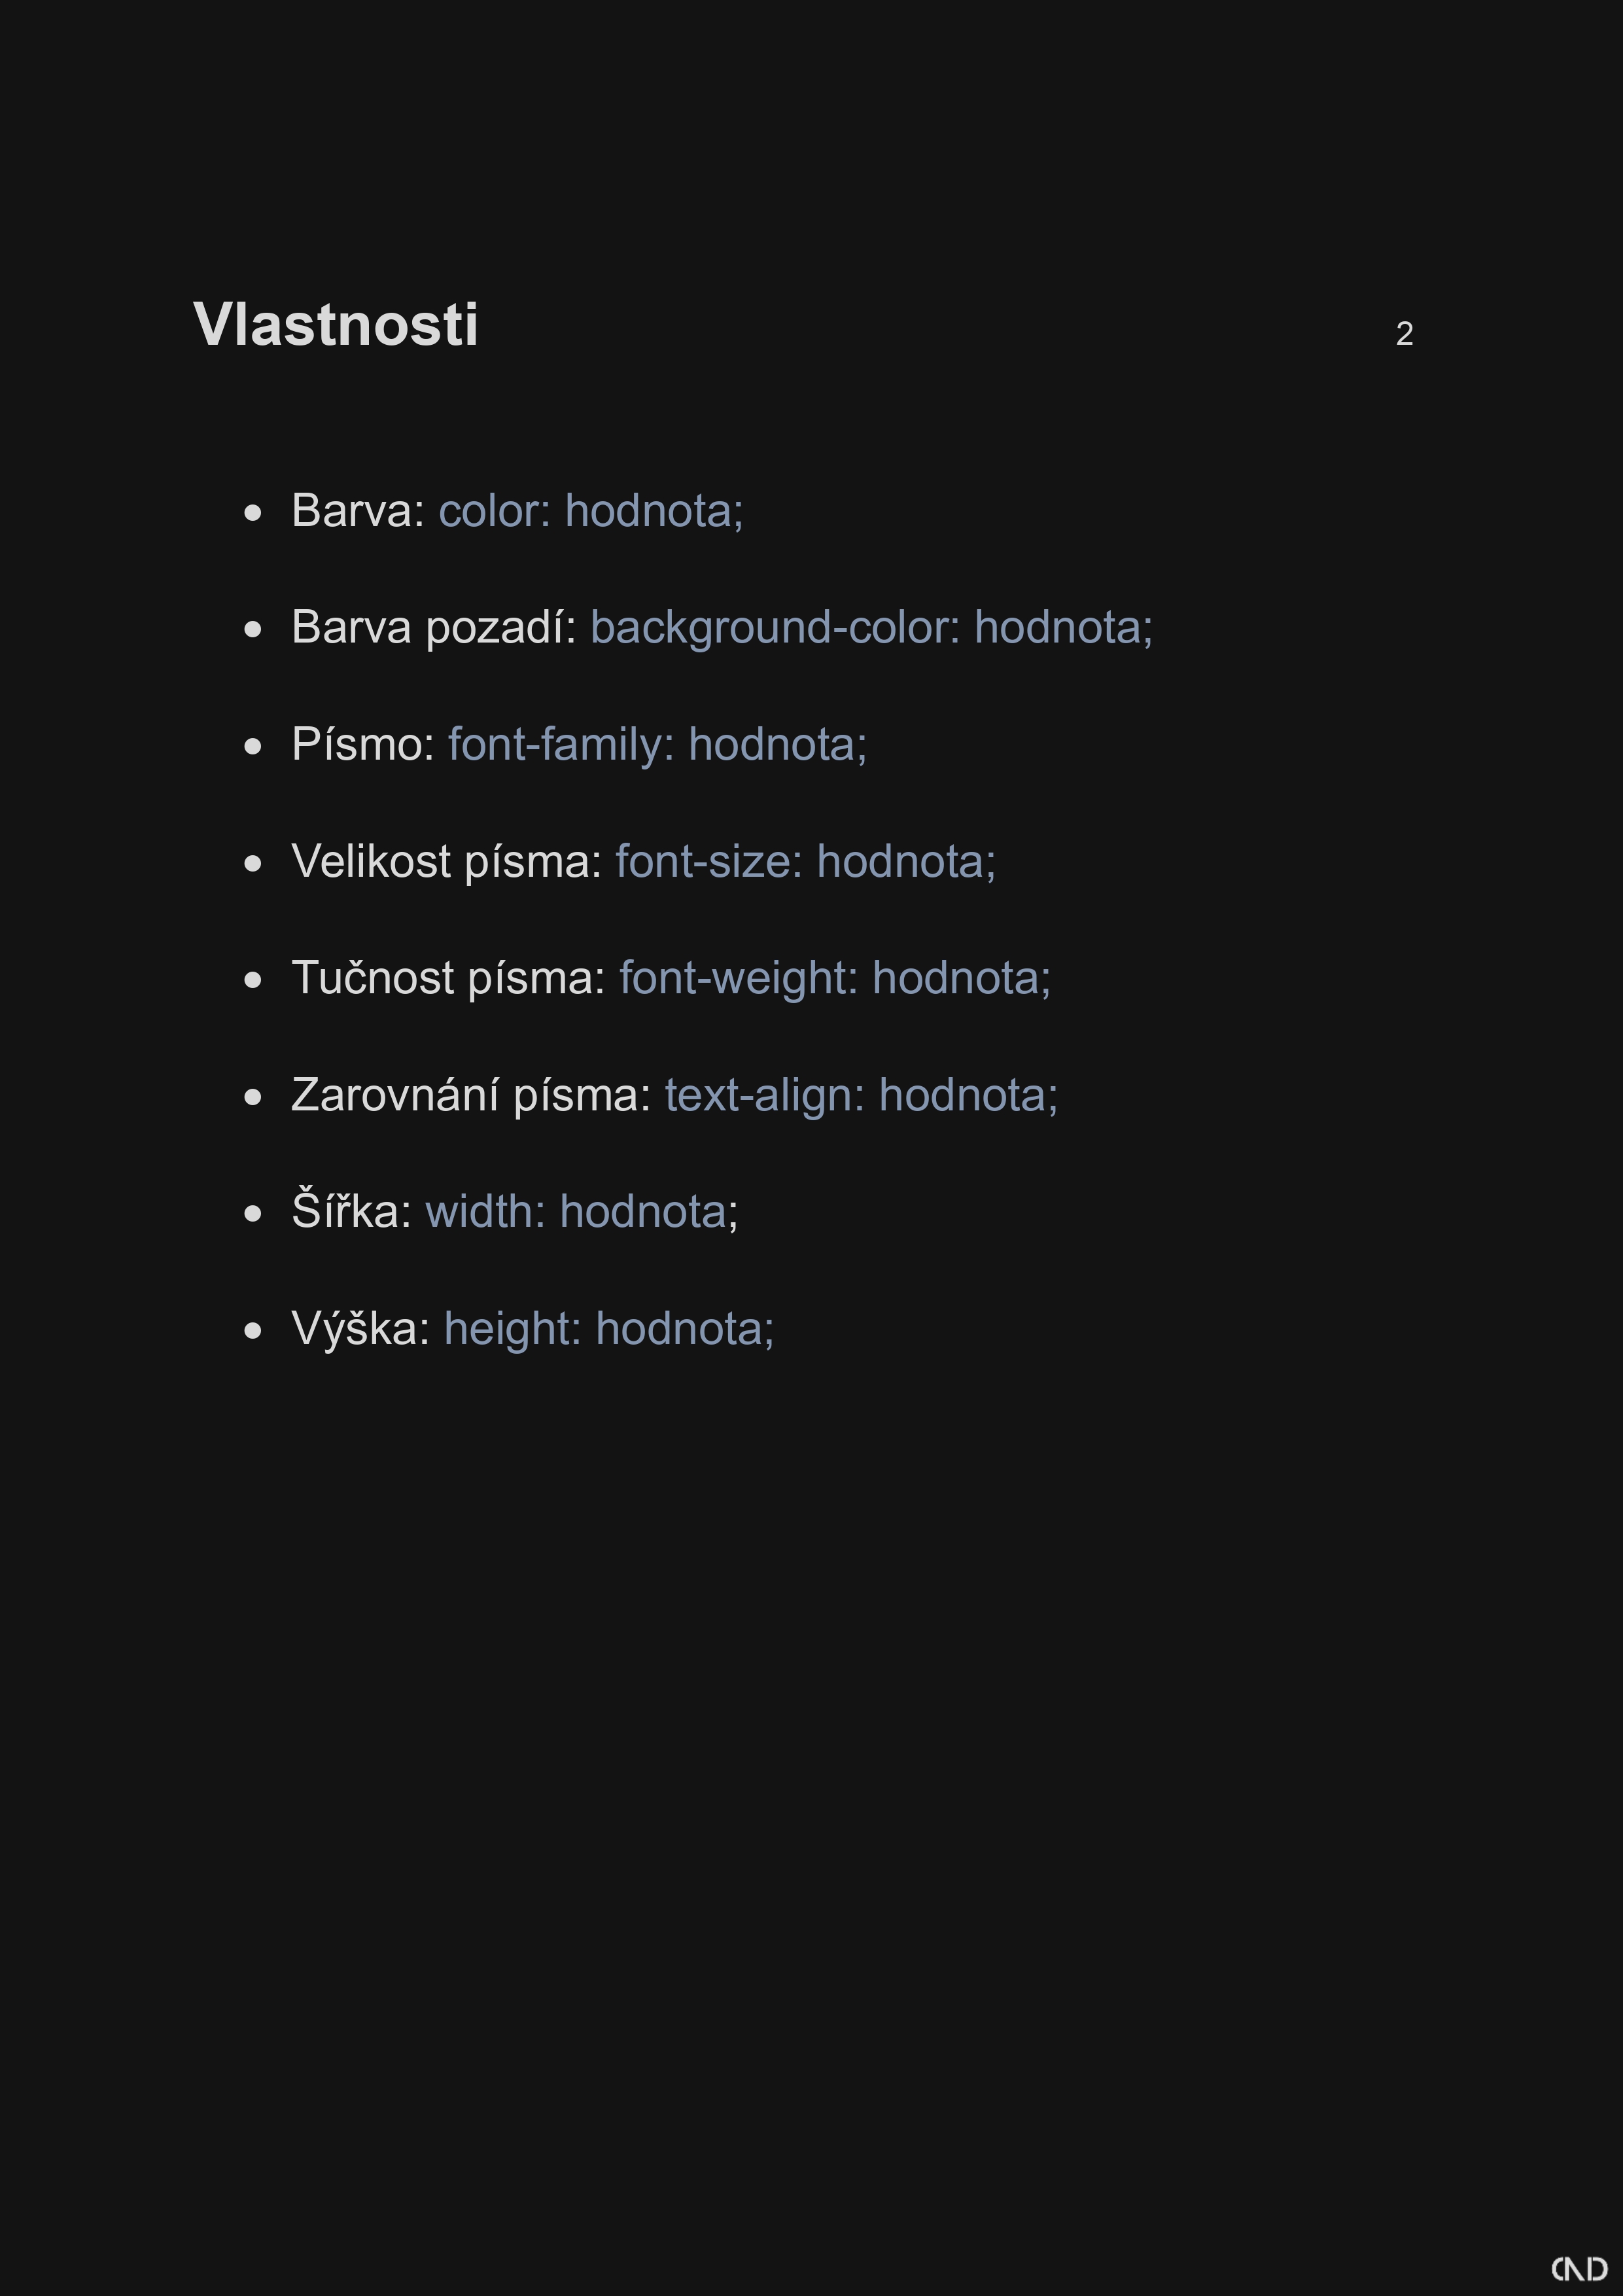 Vlastnosti 2
• Barva: color: hodnota;
• Barva pozadí: background-color: hodnota;
• Písmo: font-family: hodnota;
• Velikost písma: font-size: hodnota;
• Tučnost písma: font-weight: hodnota;
• Zarovnání písma: text-align: hodnota;
• Šířka: width: hodnota;
• Výška: height: hodnota;